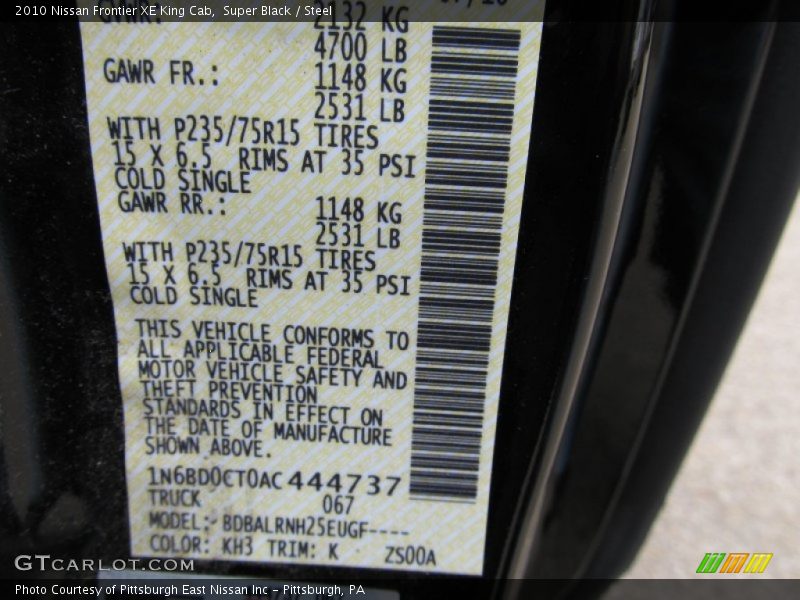 2010 Nissan Frontier XE King Cab, Super Black / Steel
GVWR: 2132 KG
4700 LB
GAWR FR.: 1148 KG
2531 LB
WITH P235/75R15 TIRES
15 X 6.5 RIMS AT 35 PSI
COLD SINGLE
GAWR RR.: 1148 KG
2531 LB
WITH P235/75R15 TIRES
15 X 6.5 RIMS AT 35 PSI
COLD SINGLE
THIS VEHICLE CONFORMS TO
ALL APPLICABLE FEDERAL
MOTOR VEHICLE SAFETY AND
THEFT PREVENTION
STANDARDS IN EFFECT ON
THE DATE OF MANUFACTURE
SHOWN ABOVE.
1N6BD0CT0AC444737
TRUCK 067
MODEL: BDBALRNH25EUGF----
COLOR: KH3 TRIM: K ZS00A
GTCARLOT.COM
Photo Courtesy of Pittsburgh East Nissan Inc - Pittsburgh, PA